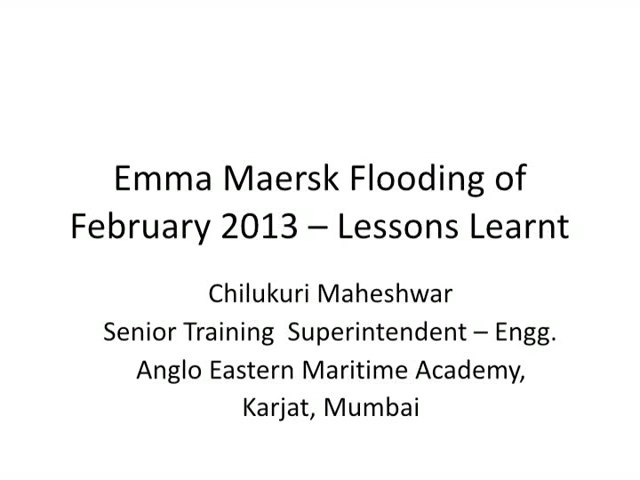 Emma Maersk Flooding of
February 2013 – Lessons Learnt
Chilukuri Maheshwar
Senior Training  Superintendent – Engg.
Anglo Eastern Maritime Academy,
Karjat, Mumbai